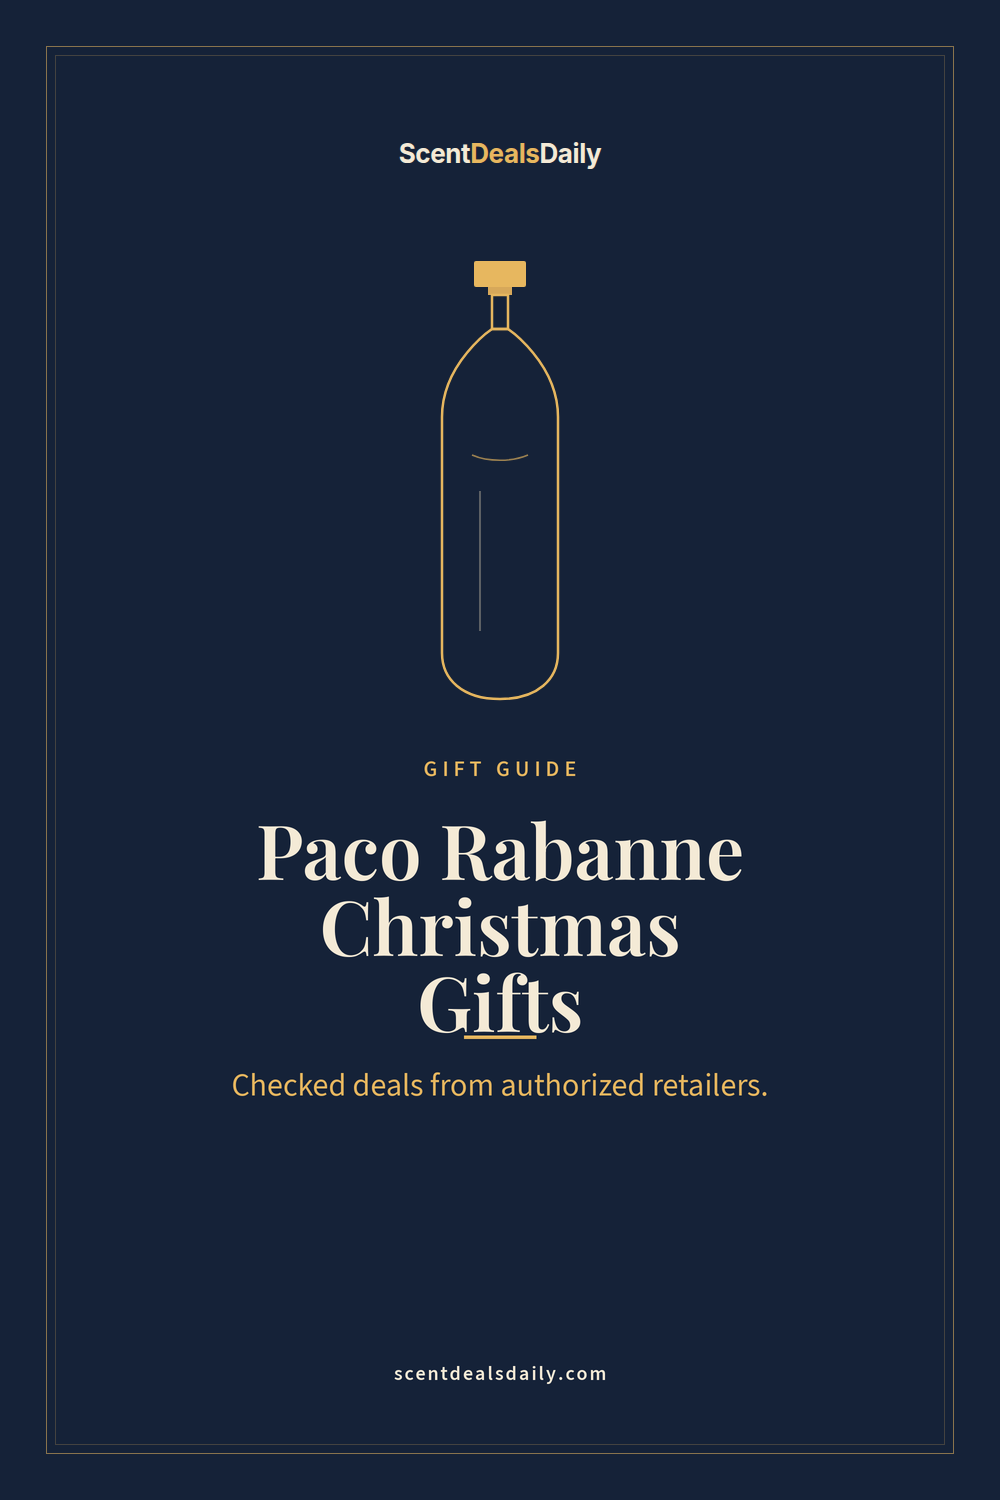 ScentDealsDaily
GIFT GUIDE
Paco Rabanne
Christmas
Gifts
Checked deals from authorized retailers.
scentdealsdaily.com